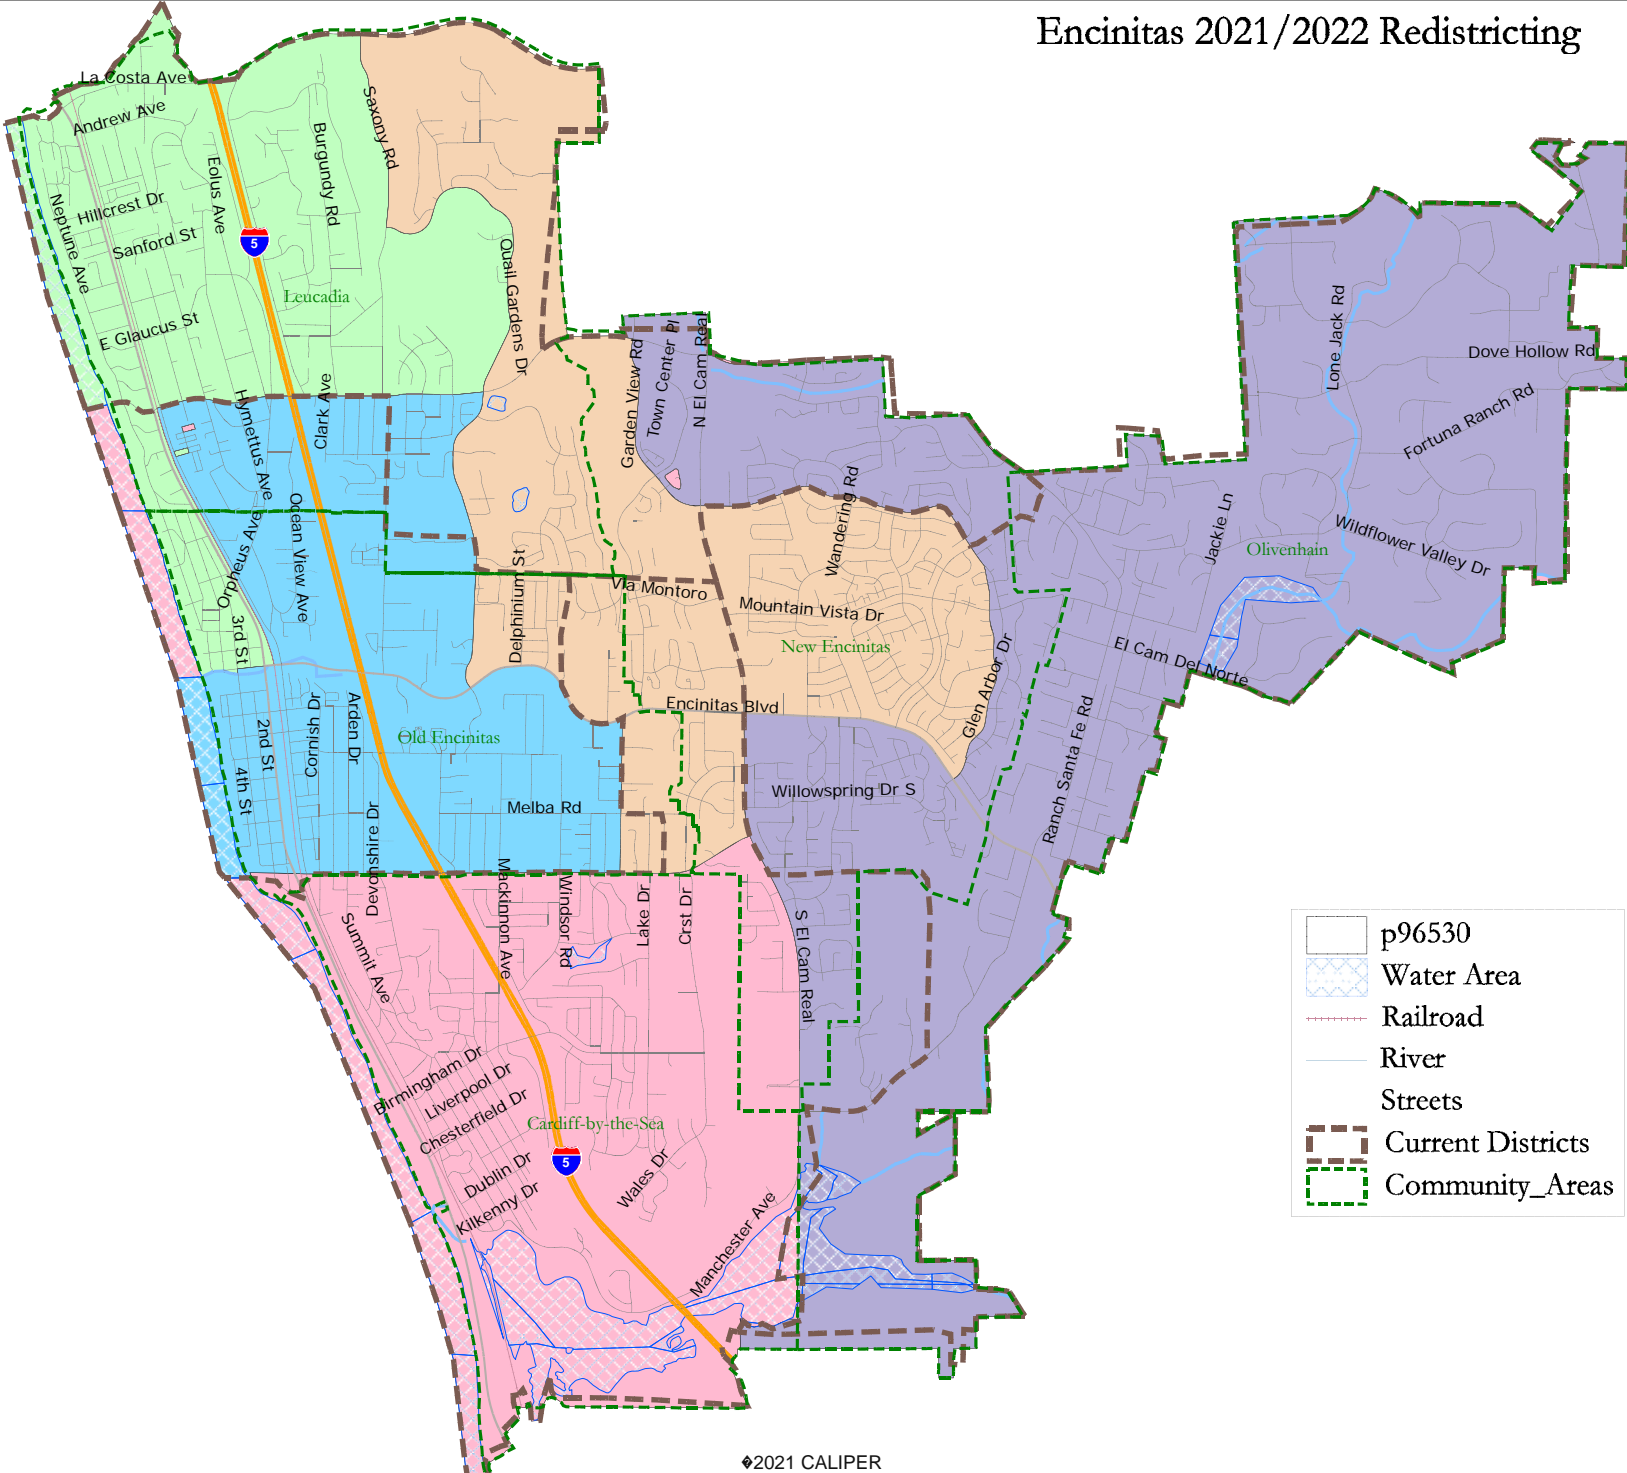 Encinitas 2021/2022 Redistricting
La Costa Ave
Andrew Ave
Saxony Rd
Burgundy Rd
Eolus Ave
Neptune Ave
Hillcrest Dr
Sanford St
5
Quail Gardens Dr
Leucadia
E Glaucus St
Lone Jack Rd
Dove Hollow Rd
Garden View Rd
Town Center Pl
N El Cam Real
Hymettus Ave
Clark Ave
Fortuna Ranch Rd
Wandering Rd
Ocean View Ave
Orpheus Ave
Jackie Ln
Olivenhain
Wildflower Valley Dr
Delphinium St
Via Montoro
Mountain Vista Dr
New Encinitas
3rd St
Glen Arbor Dr
El Cam Del Norte
Encinitas Blvd
2nd St
Cornish Dr
Arden Dr
Old Encinitas
Ranch Santa Fe Rd
4th St
Willowspring Dr S
Melba Rd
Devonshire Dr
Mackinnon Ave
Windsor Rd
Lake Dr
Crst Dr
Summit Ave
S El Cam Real
p96530
Water Area
Railroad
River
Streets
Current Districts
Community_Areas
Birmingham Dr
Liverpool Dr
Chesterfield Dr
Cardiff-by-the-Sea
5
Dublin Dr
Kilkenny Dr
Wales Dr
Manchester Ave
�2021 CALIPER